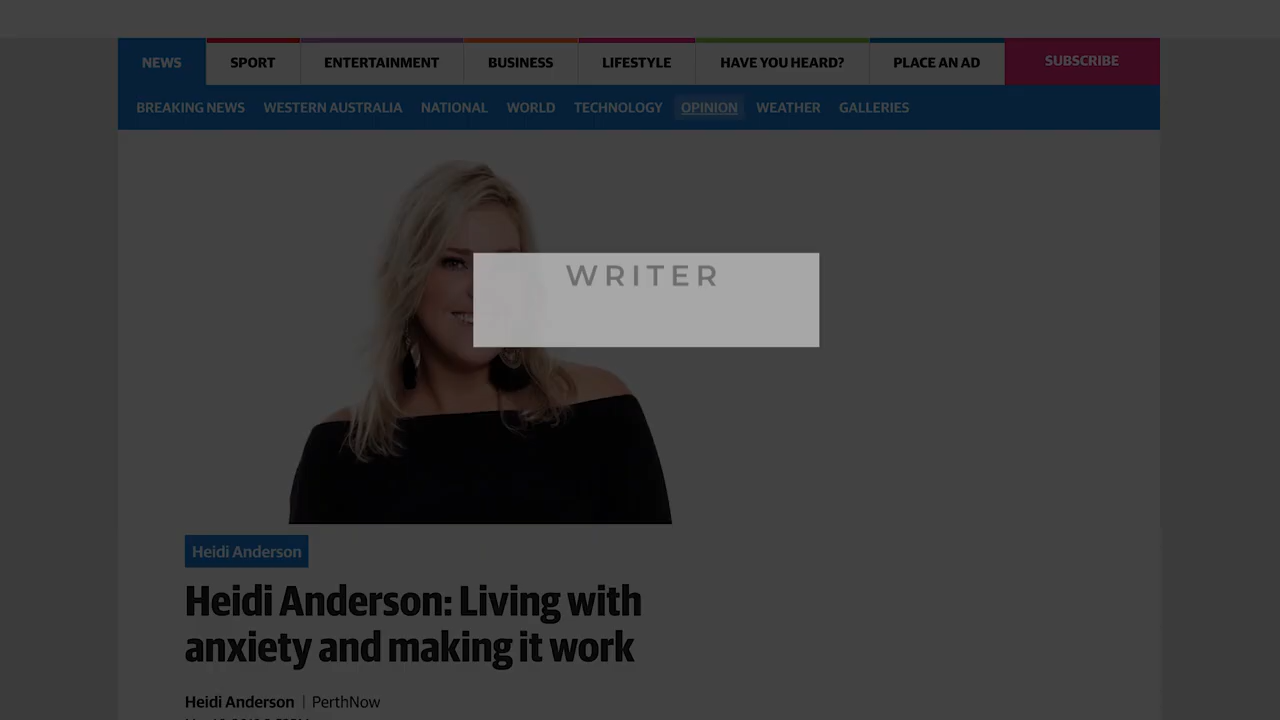 NEWS SPORT ENTERTAINMENT BUSINESS LIFESTYLE HAVE YOU HEARD? PLACE AN AD SUBSCRIBE
BREAKING NEWS WESTERN AUSTRALIA NATIONAL WORLD TECHNOLOGY OPINION WEATHER GALLERIES
WRITER
Heidi Anderson
Heidi Anderson: Living with
anxiety and making it work
Heidi Anderson | PerthNow